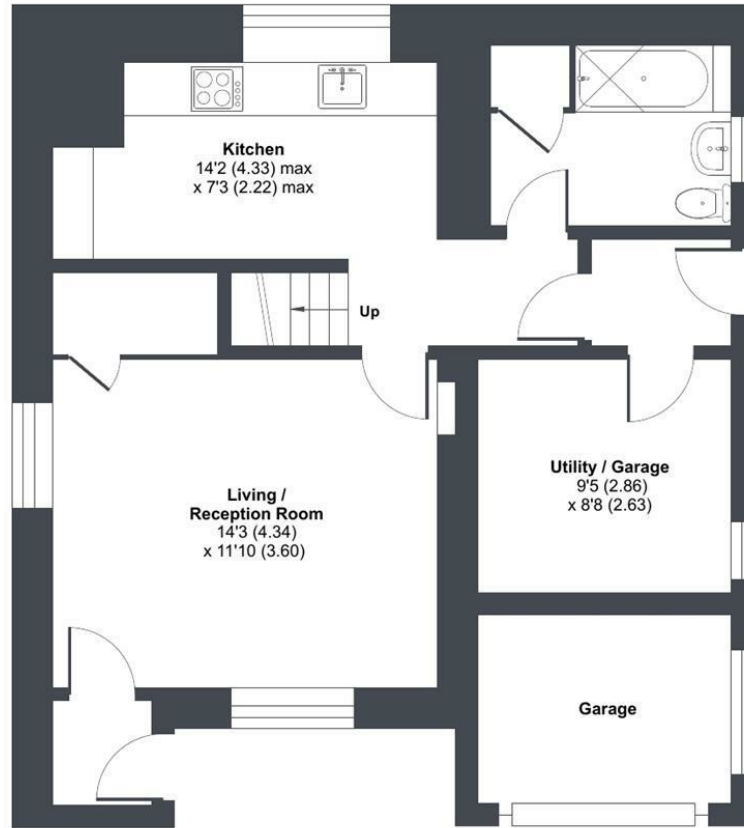 Kitchen
14'2 (4.33) max
x 7'3 (2.22) max
Up
Living /
Reception Room
14'3 (4.34)
x 11'10 (3.60)
Utility / Garage
9'5 (2.86)
x 8'8 (2.63)
Garage